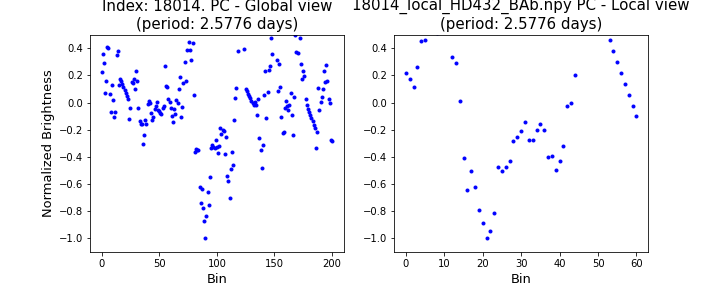 Index: 18014. PC - Global view
(period: 2.5776 days)
18014_local_HD432_BAb.npy PC - Local view
(period: 2.5776 days)
Normalized Brightness
0.4
0.2
0.0
−0.2
−0.4
−0.6
−0.8
−1.0
0 50 100 150 200
Bin
0.4
0.2
0.0
−0.2
−0.4
−0.6
−0.8
−1.0
0 10 20 30 40 50 60
Bin